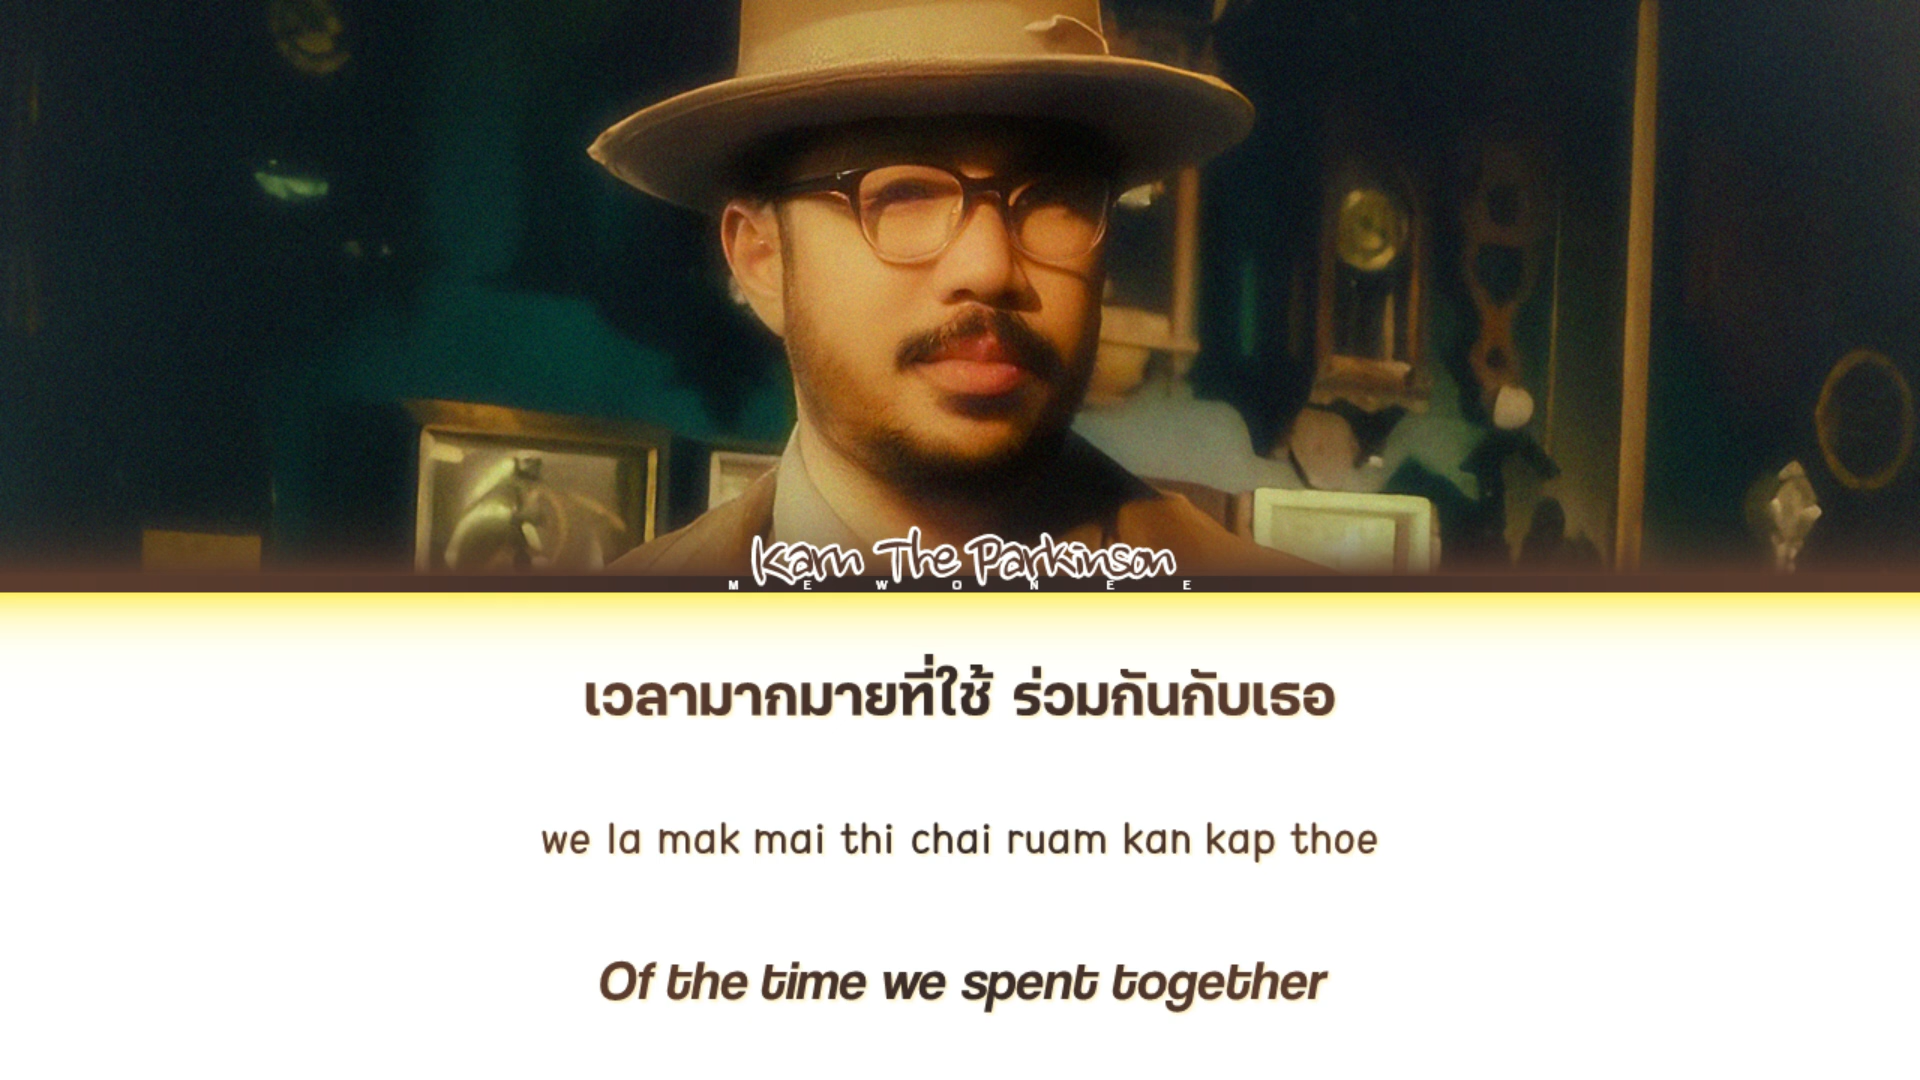 Karn The Parkinson
MEWONEE
เวลามากมายที่ใช้ ร่วมกันกับเธอ
we la mak mai thi chai ruam kan kap thoe
Of the time we spent together